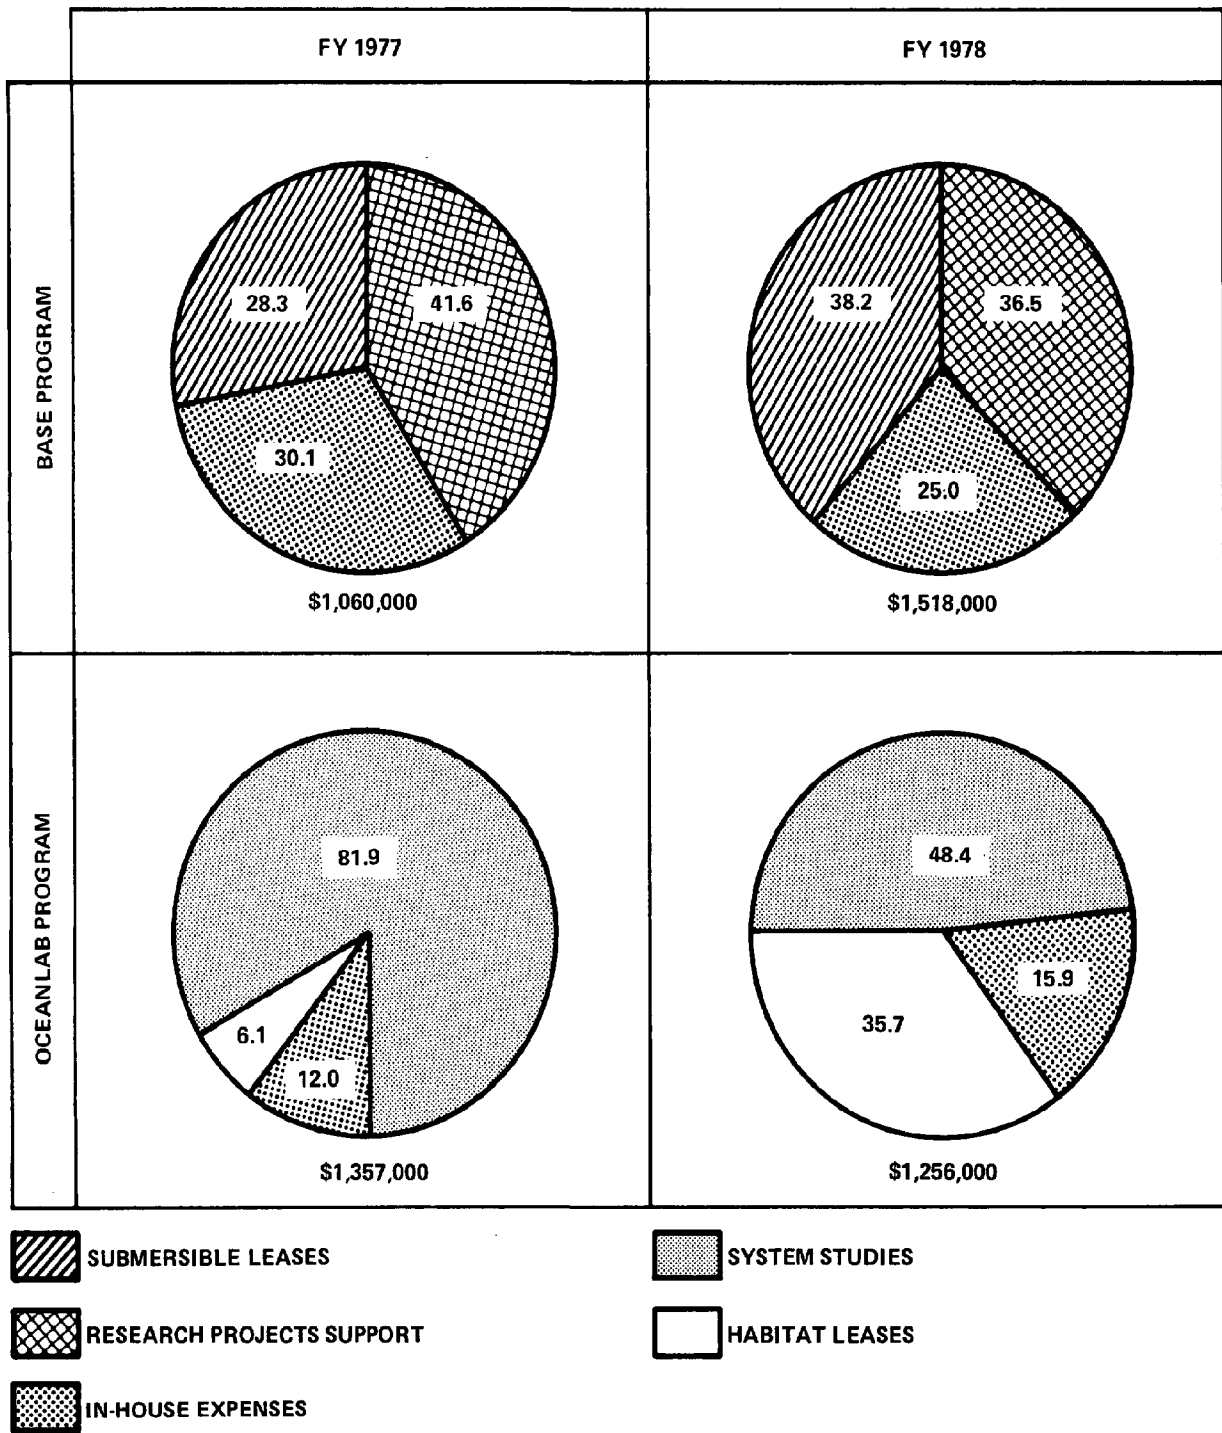 FY 1977
FY 1978
BASE PROGRAM
28.3
41.6
30.1
$1,060,000
38.2
36.5
25.0
$1,518,000
OCEAN LAB PROGRAM
81.9
6.1
12.0
$1,357,000
48.4
15.9
35.7
$1,256,000
SUBMERSIBLE LEASES
SYSTEM STUDIES
RESEARCH PROJECTS SUPPORT
HABITAT LEASES
IN-HOUSE EXPENSES